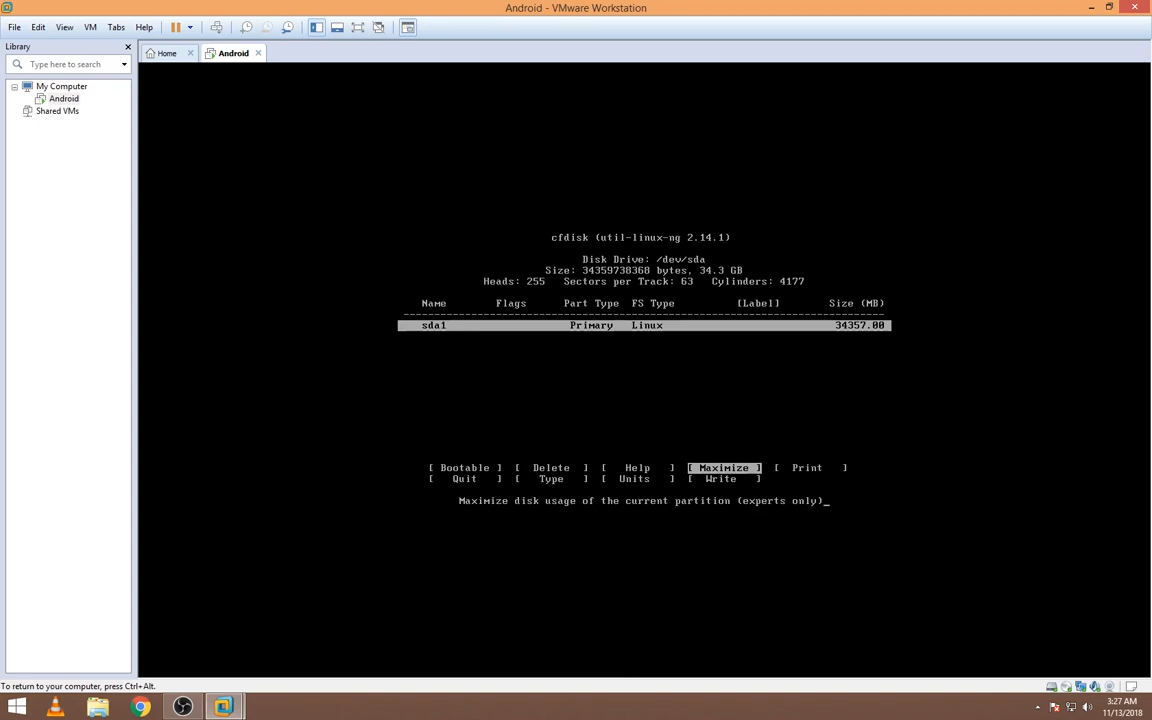 Android - VMware Workstation
File Edit View VM Tabs Help
Library
Home
Android
Type here to search
My Computer
Android
Shared VMs
cfdisk (util-linux-ng 2.14.1)
Disk Drive: /dev/sda
Size: 34359738368 bytes, 34.3 GB
Heads: 255 Sectors per Track: 63 Cylinders: 4177
Name Flags Part Type FS Type [Label] Size (MB)
sda1 Primary Linux 34357.00
[ Bootable ] [ Delete ] [ Help ] [ Maximize ] [ Print ]
[ Quit ] [ Type ] [ Units ] [ Write ]
Maximize disk usage of the current partition (experts only)_
To return to your computer, press Ctrl+Alt.
3:27 AM
11/13/2018